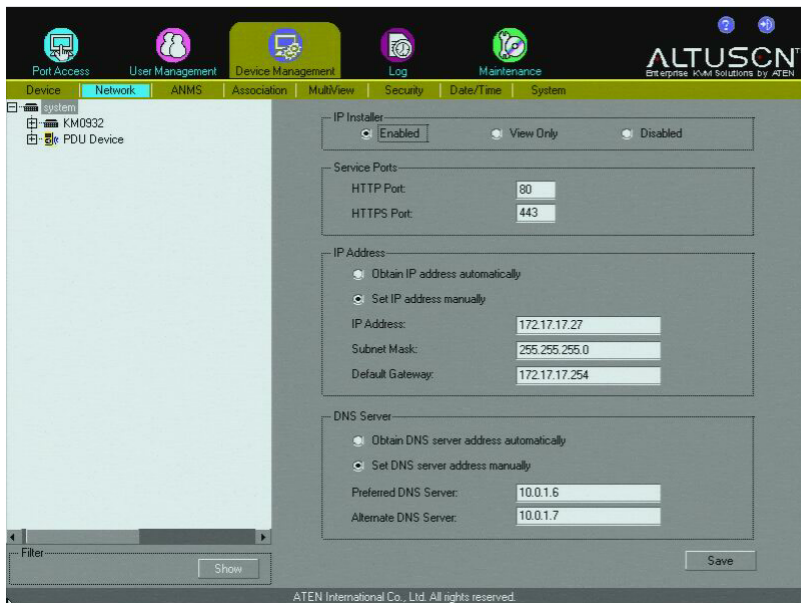 ALTUSCN
Enterprise KVM Solutions by ATEN
Port Access User Management Device Management Log Maintenance
Device Network ANMS Association MultiView Security Date/Time System
system
KM0932
PDU Device
IP Installer
Enabled View Only Disabled
Service Ports
HTTP Port: 80
HTTPS Port: 443
IP Address
Obtain IP address automatically
Set IP address manually
IP Address: 172.17.17.27
Subnet Mask: 255.255.255.0
Default Gateway: 172.17.17.254
DNS Server
Obtain DNS server address automatically
Set DNS server address manually
Preferred DNS Server: 10.0.1.6
Alternate DNS Server: 10.0.1.7
Filter
Show
Save
ATEN International Co., Ltd. All rights reserved.